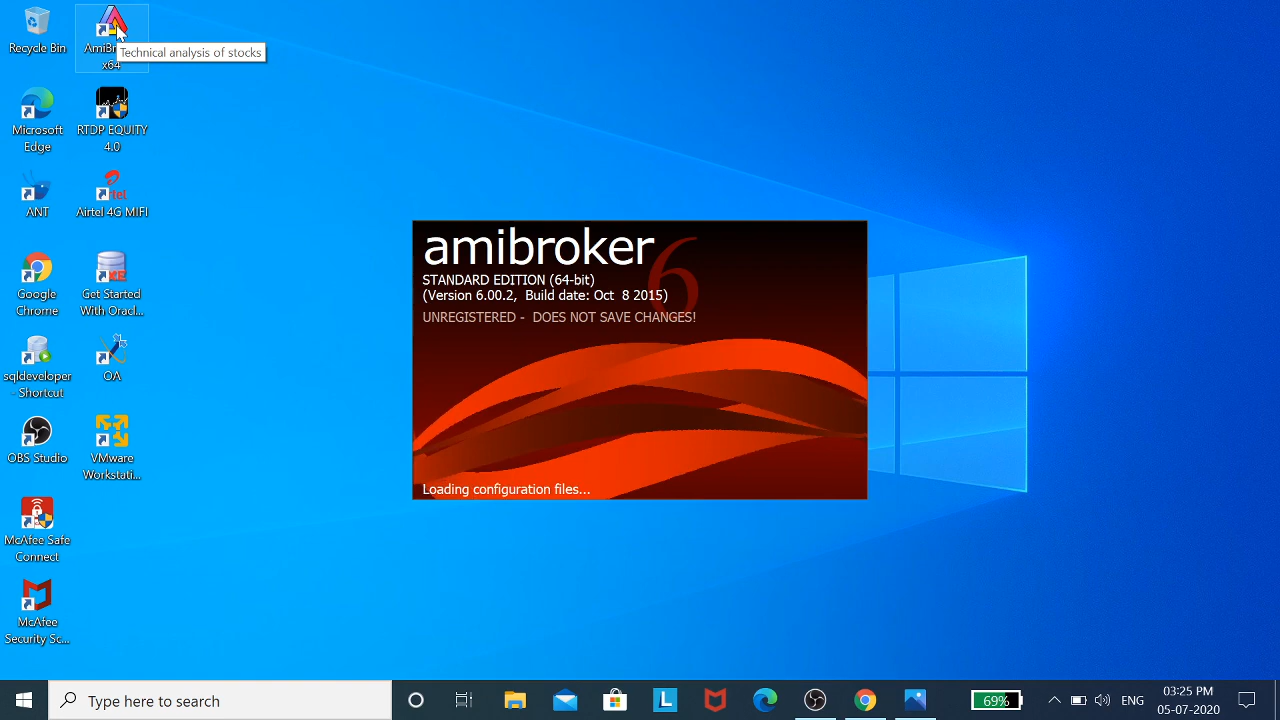 Recycle Bin
AmiBr
x64
Technical analysis of stocks
Microsoft
Edge
RTDP EQUITY
4.0
ANT
Airtel 4G MIFI
Google
Chrome
Get Started
With Oracl...
sqldeveloper
- Shortcut
OA
OBS Studio
VMware
Workstati...
McAfee Safe
Connect
McAfee
Security Sc...
amibroker
6
STANDARD EDITION (64-bit)
(Version 6.00.2, Build date: Oct 8 2015)
UNREGISTERED - DOES NOT SAVE CHANGES!
Loading configuration files...
Type here to search
L
69%
ENG
03:25 PM
05-07-2020